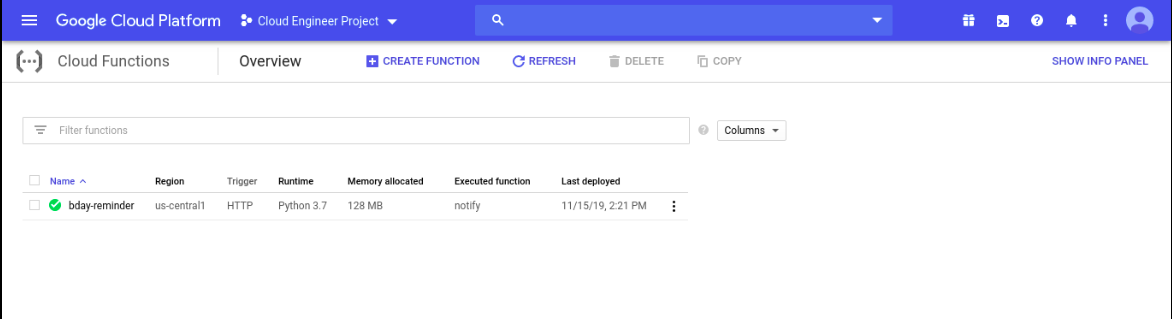 Google Cloud Platform Cloud Engineer Project
Cloud Functions Overview CREATE FUNCTION REFRESH DELETE COPY SHOW INFO PANEL
Filter functions Columns
Name Region Trigger Runtime Memory allocated Executed function Last deployed
bday-reminder us-central1 HTTP Python 3.7 128 MB notify 11/15/19, 2:21 PM